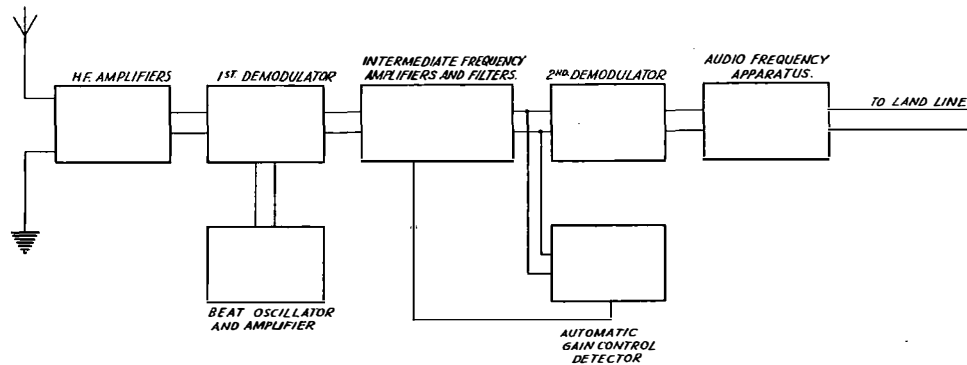 H.F. AMPLIFIERS
1ST. DEMODULATOR
INTERMEDIATE FREQUENCY
AMPLIFIERS AND FILTERS.
2ND. DEMODULATOR
AUDIO FREQUENCY
APPARATUS.
TO LAND LINE
BEAT OSCILLATOR
AND AMPLIFIER
AUTOMATIC
GAIN CONTROL
DETECTOR